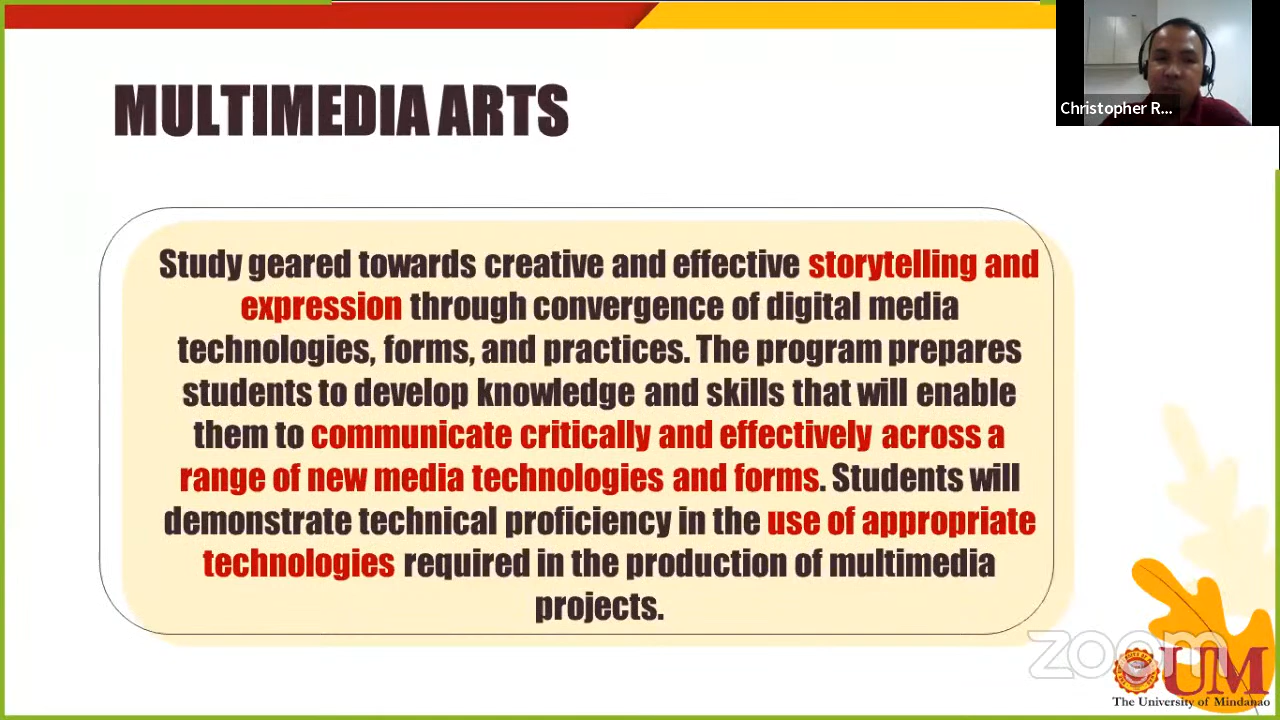 MULTIMEDIA ARTS
Christopher R...
Study geared towards creative and effective storytelling and
expression through convergence of digital media
technologies, forms, and practices. The program prepares
students to develop knowledge and skills that will enable
them to communicate critically and effectively across a
range of new media technologies and forms. Students will
demonstrate technical proficiency in the use of appropriate
technologies required in the production of multimedia
projects.
zoom
UM
The University of Mindanao